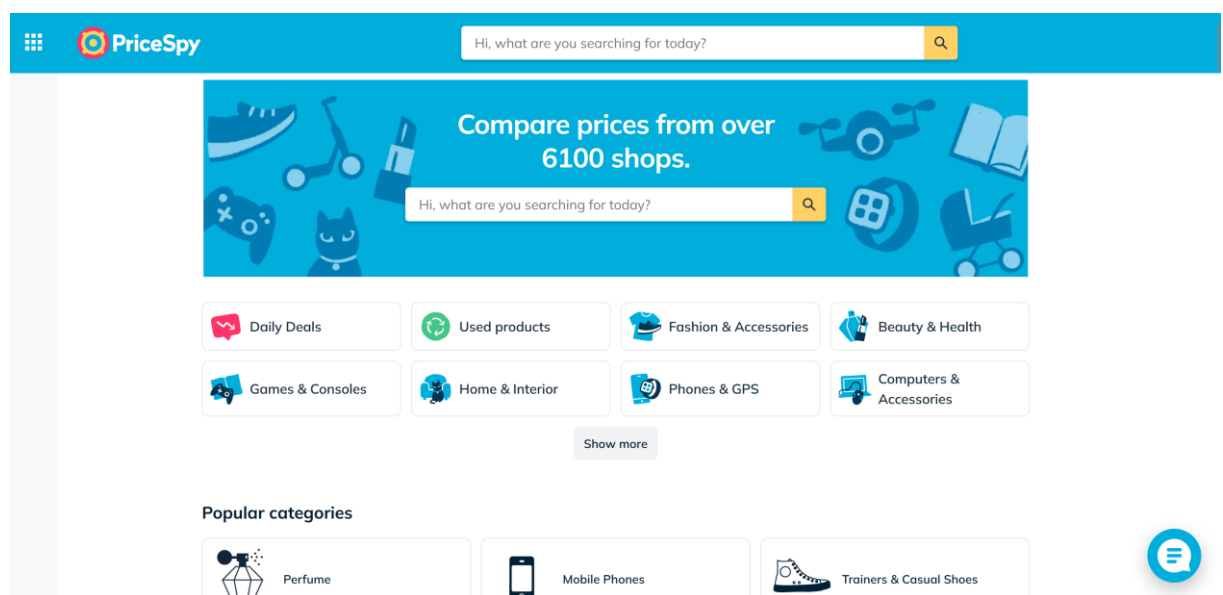 PriceSpy
Hi, what are you searching for today?
Compare prices from over
6100 shops.
Hi, what are you searching for today?
Daily Deals
Used products
Fashion & Accessories
Beauty & Health
Games & Consoles
Home & Interior
Phones & GPS
Computers &
Accessories
Show more
Popular categories
Perfume
Mobile Phones
Trainers & Casual Shoes